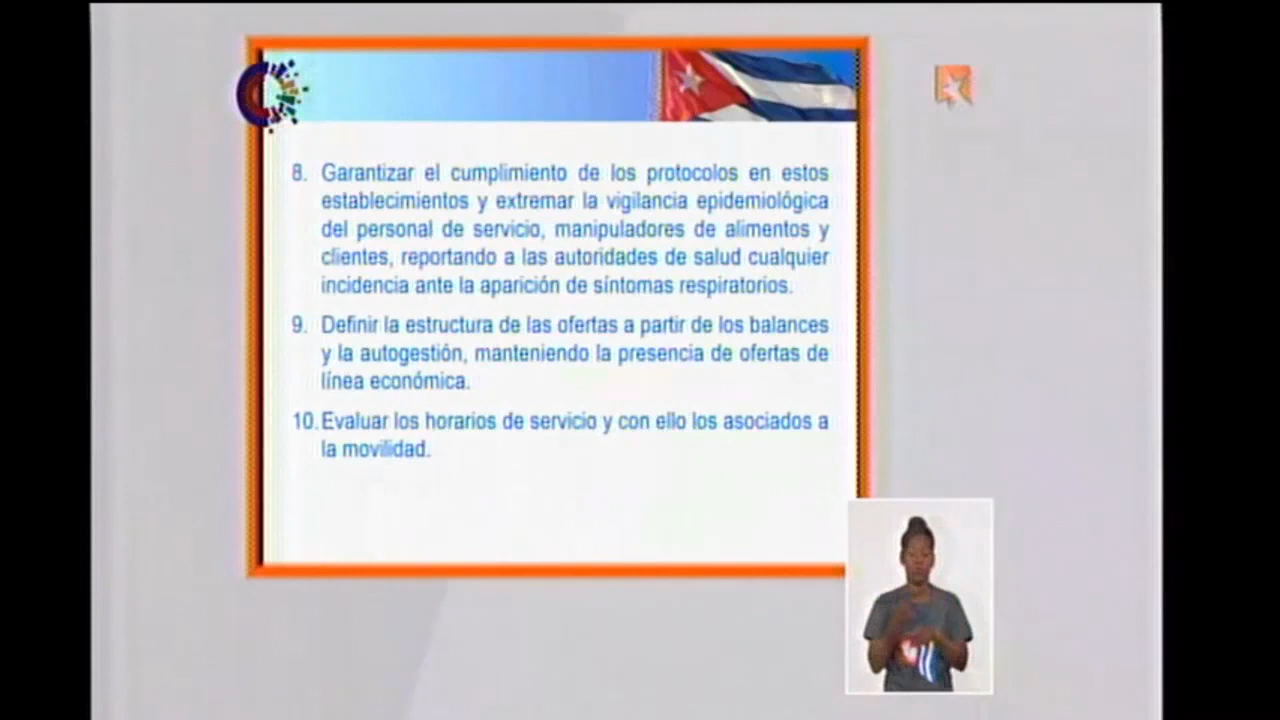 8. Garantizar el cumplimiento de los protocolos en estos
establecimientos y extremar la vigilancia epidemiológica
del personal de servicio, manipuladores de alimentos y
clientes, reportando a las autoridades de salud cualquier
incidencia ante la aparición de síntomas respiratorios.
9. Definir la estructura de las ofertas a partir de los balances
y la autogestión, manteniendo la presencia de ofertas de
línea económica.
10. Evaluar los horarios de servicio y con ello los asociados a
la movilidad.